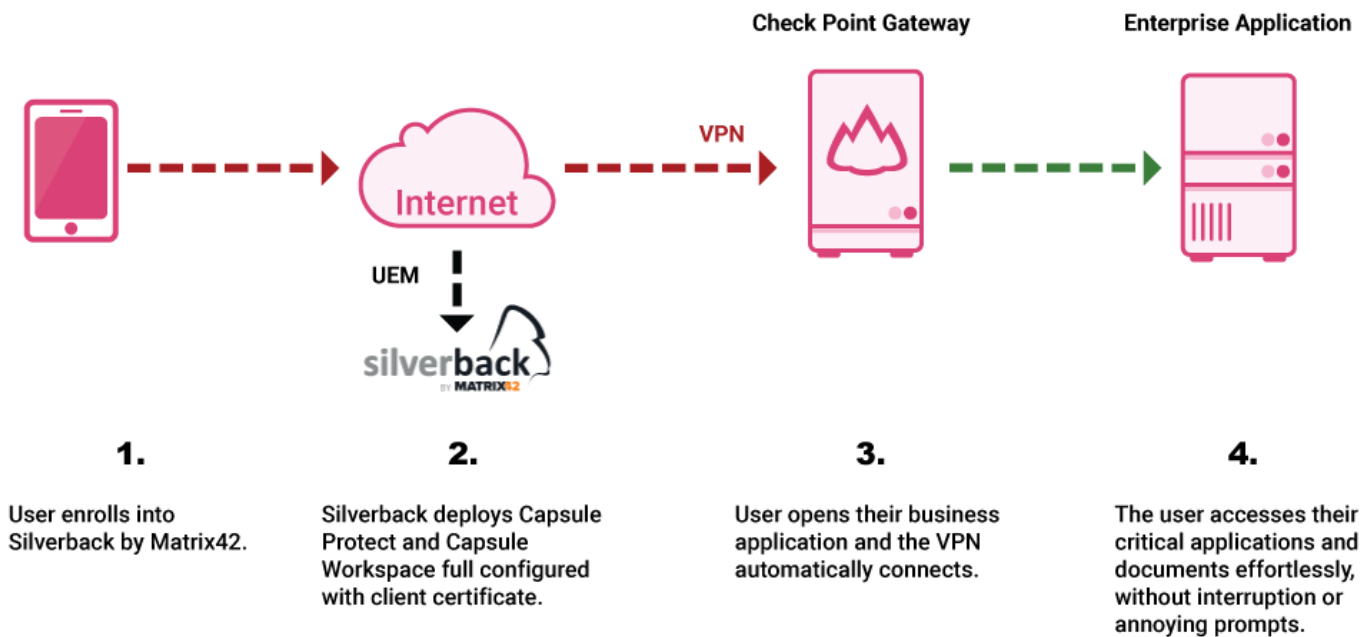 Check Point Gateway
Enterprise Application
VPN
Internet
UEM
silverback
BY MATRIX42
1.
User enrolls into
Silverback by Matrix42.
2.
Silverback deploys Capsule
Protect and Capsule
Workspace full configured
with client certificate.
3.
User opens their business
application and the VPN
automatically connects.
4.
The user accesses their
critical applications and
documents effortlessly,
without interruption or
annoying prompts.